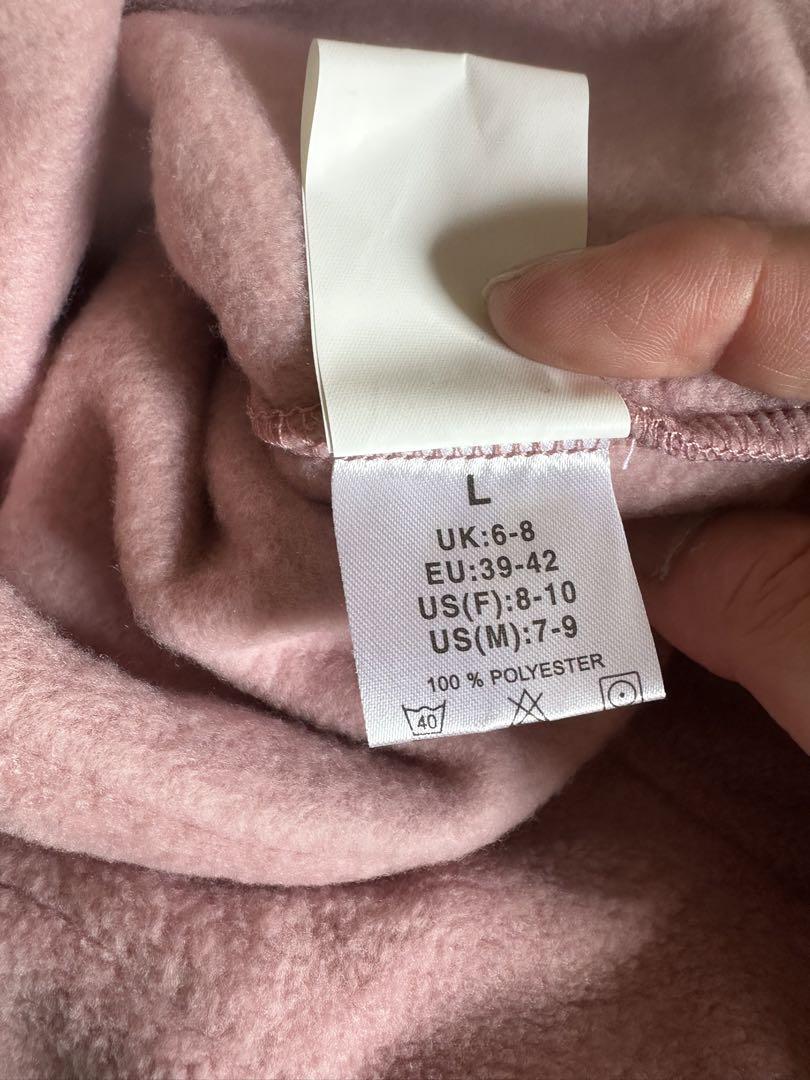 L
UK:6-8
EU:39-42
US(F):8-10
US(M):7-9
100 % POLYESTER
40